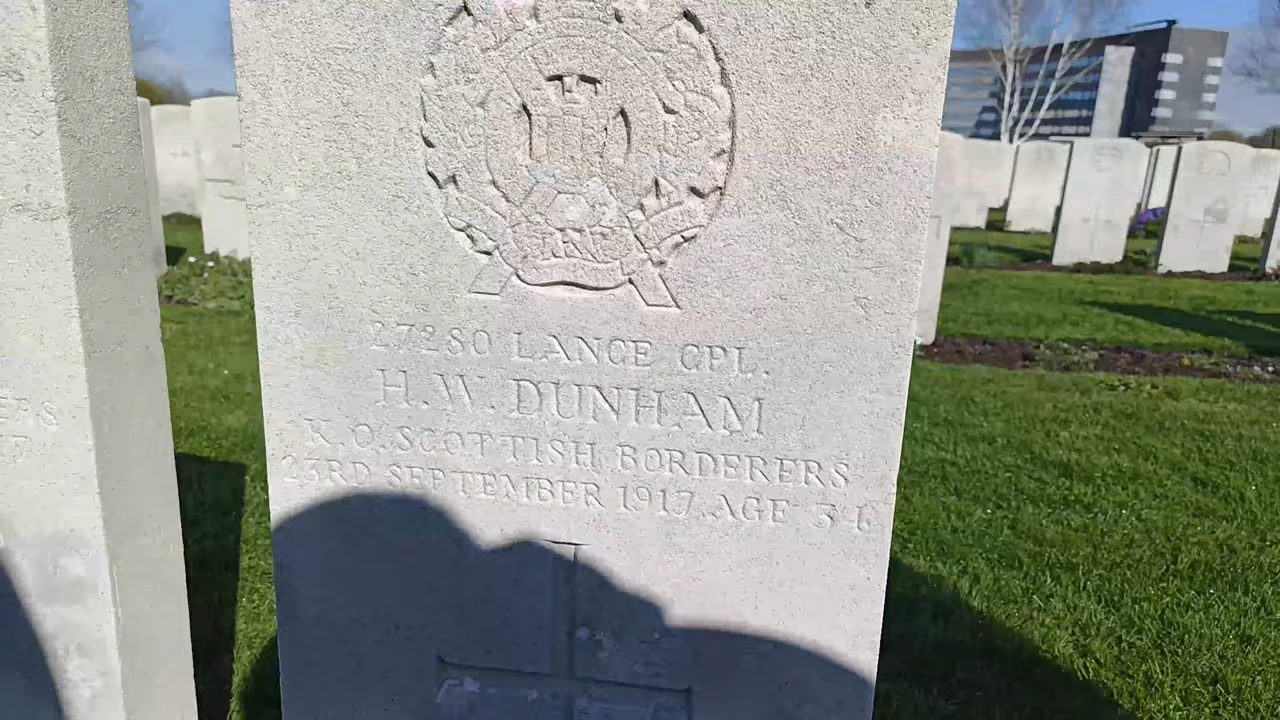 27280 LANCE CPL.
H.W. DUNHAM
K.O. SCOTTISH BORDERERS
23RD SEPTEMBER 1917. AGE 34